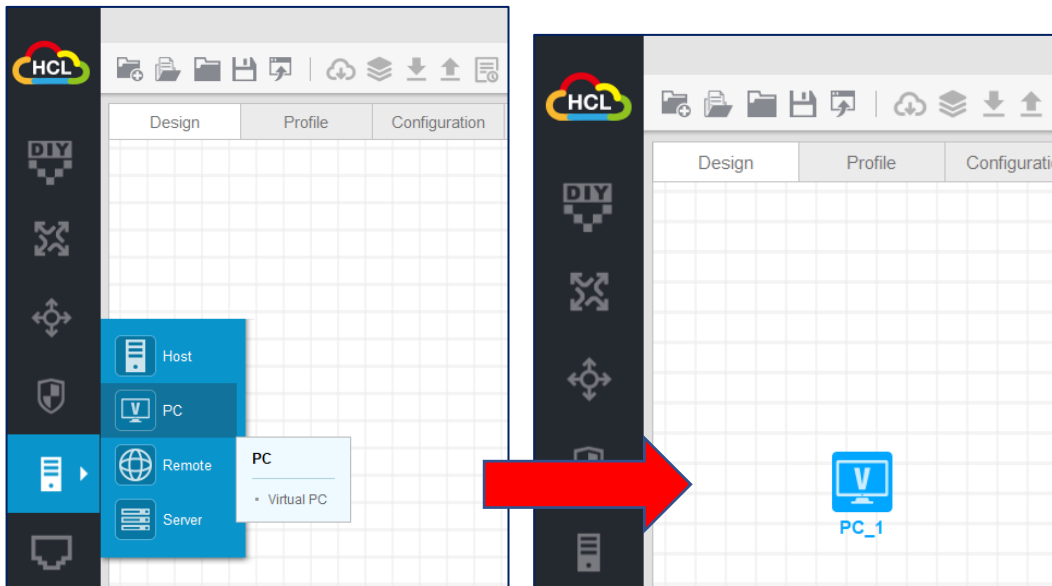 HCL
DIY
Design Profile Configuration
Host
V PC
Remote
Server
PC
• Virtual PC
HCL
DIY
Design Profile Configurati
V
PC_1